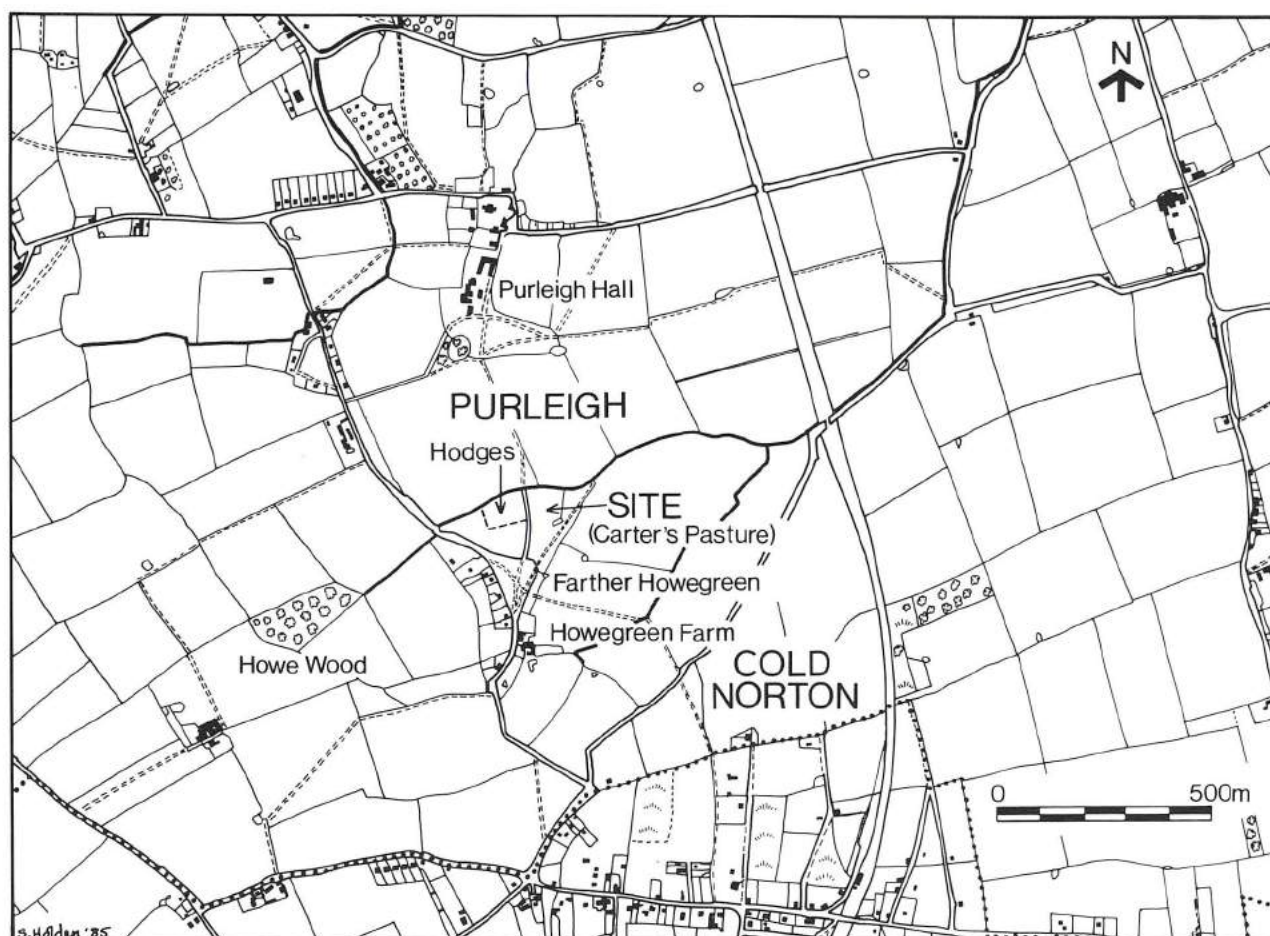 N
Purleigh Hall
PURLEIGH
Hodges
SITE
(Carter's Pasture)
Farther Howegreen
Howegreen Farm
Howe Wood
COLD
NORTON
0 500m
S. Holden '85